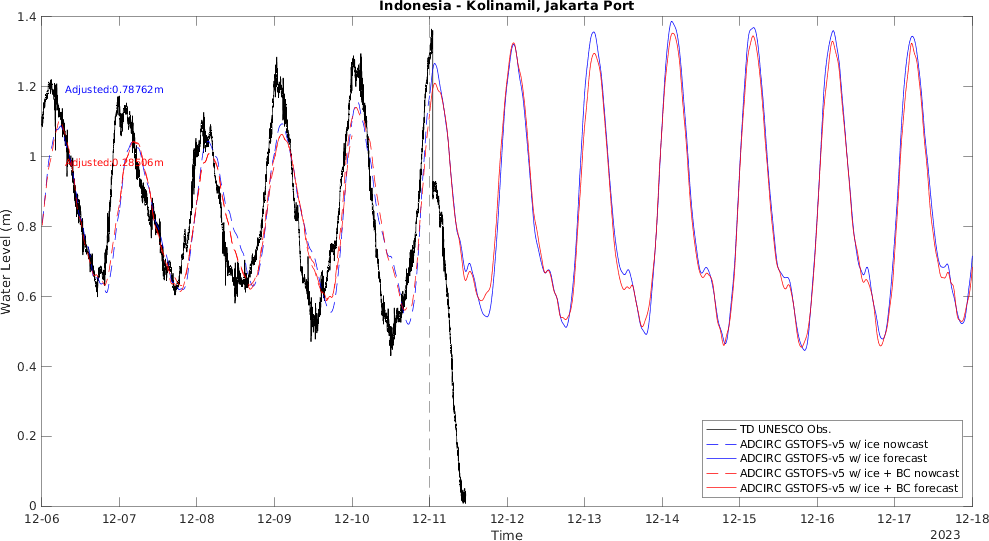 Indonesia - Kolinamil, Jakarta Port
1.4
1.2
1
0.8
0.6
0.4
0.2
0
Water Level (m)
Adjusted:0.78762m
Adjusted:0.28606m
TD UNESCO Obs.
ADCIRC GSTOFS-v5 w/ ice nowcast
ADCIRC GSTOFS-v5 w/ ice forecast
ADCIRC GSTOFS-v5 w/ ice + BC nowcast
ADCIRC GSTOFS-v5 w/ ice + BC forecast
12-06 12-07 12-08 12-09 12-10 12-11 12-12 12-13 12-14 12-15 12-16 12-17 12-18
Time
2023